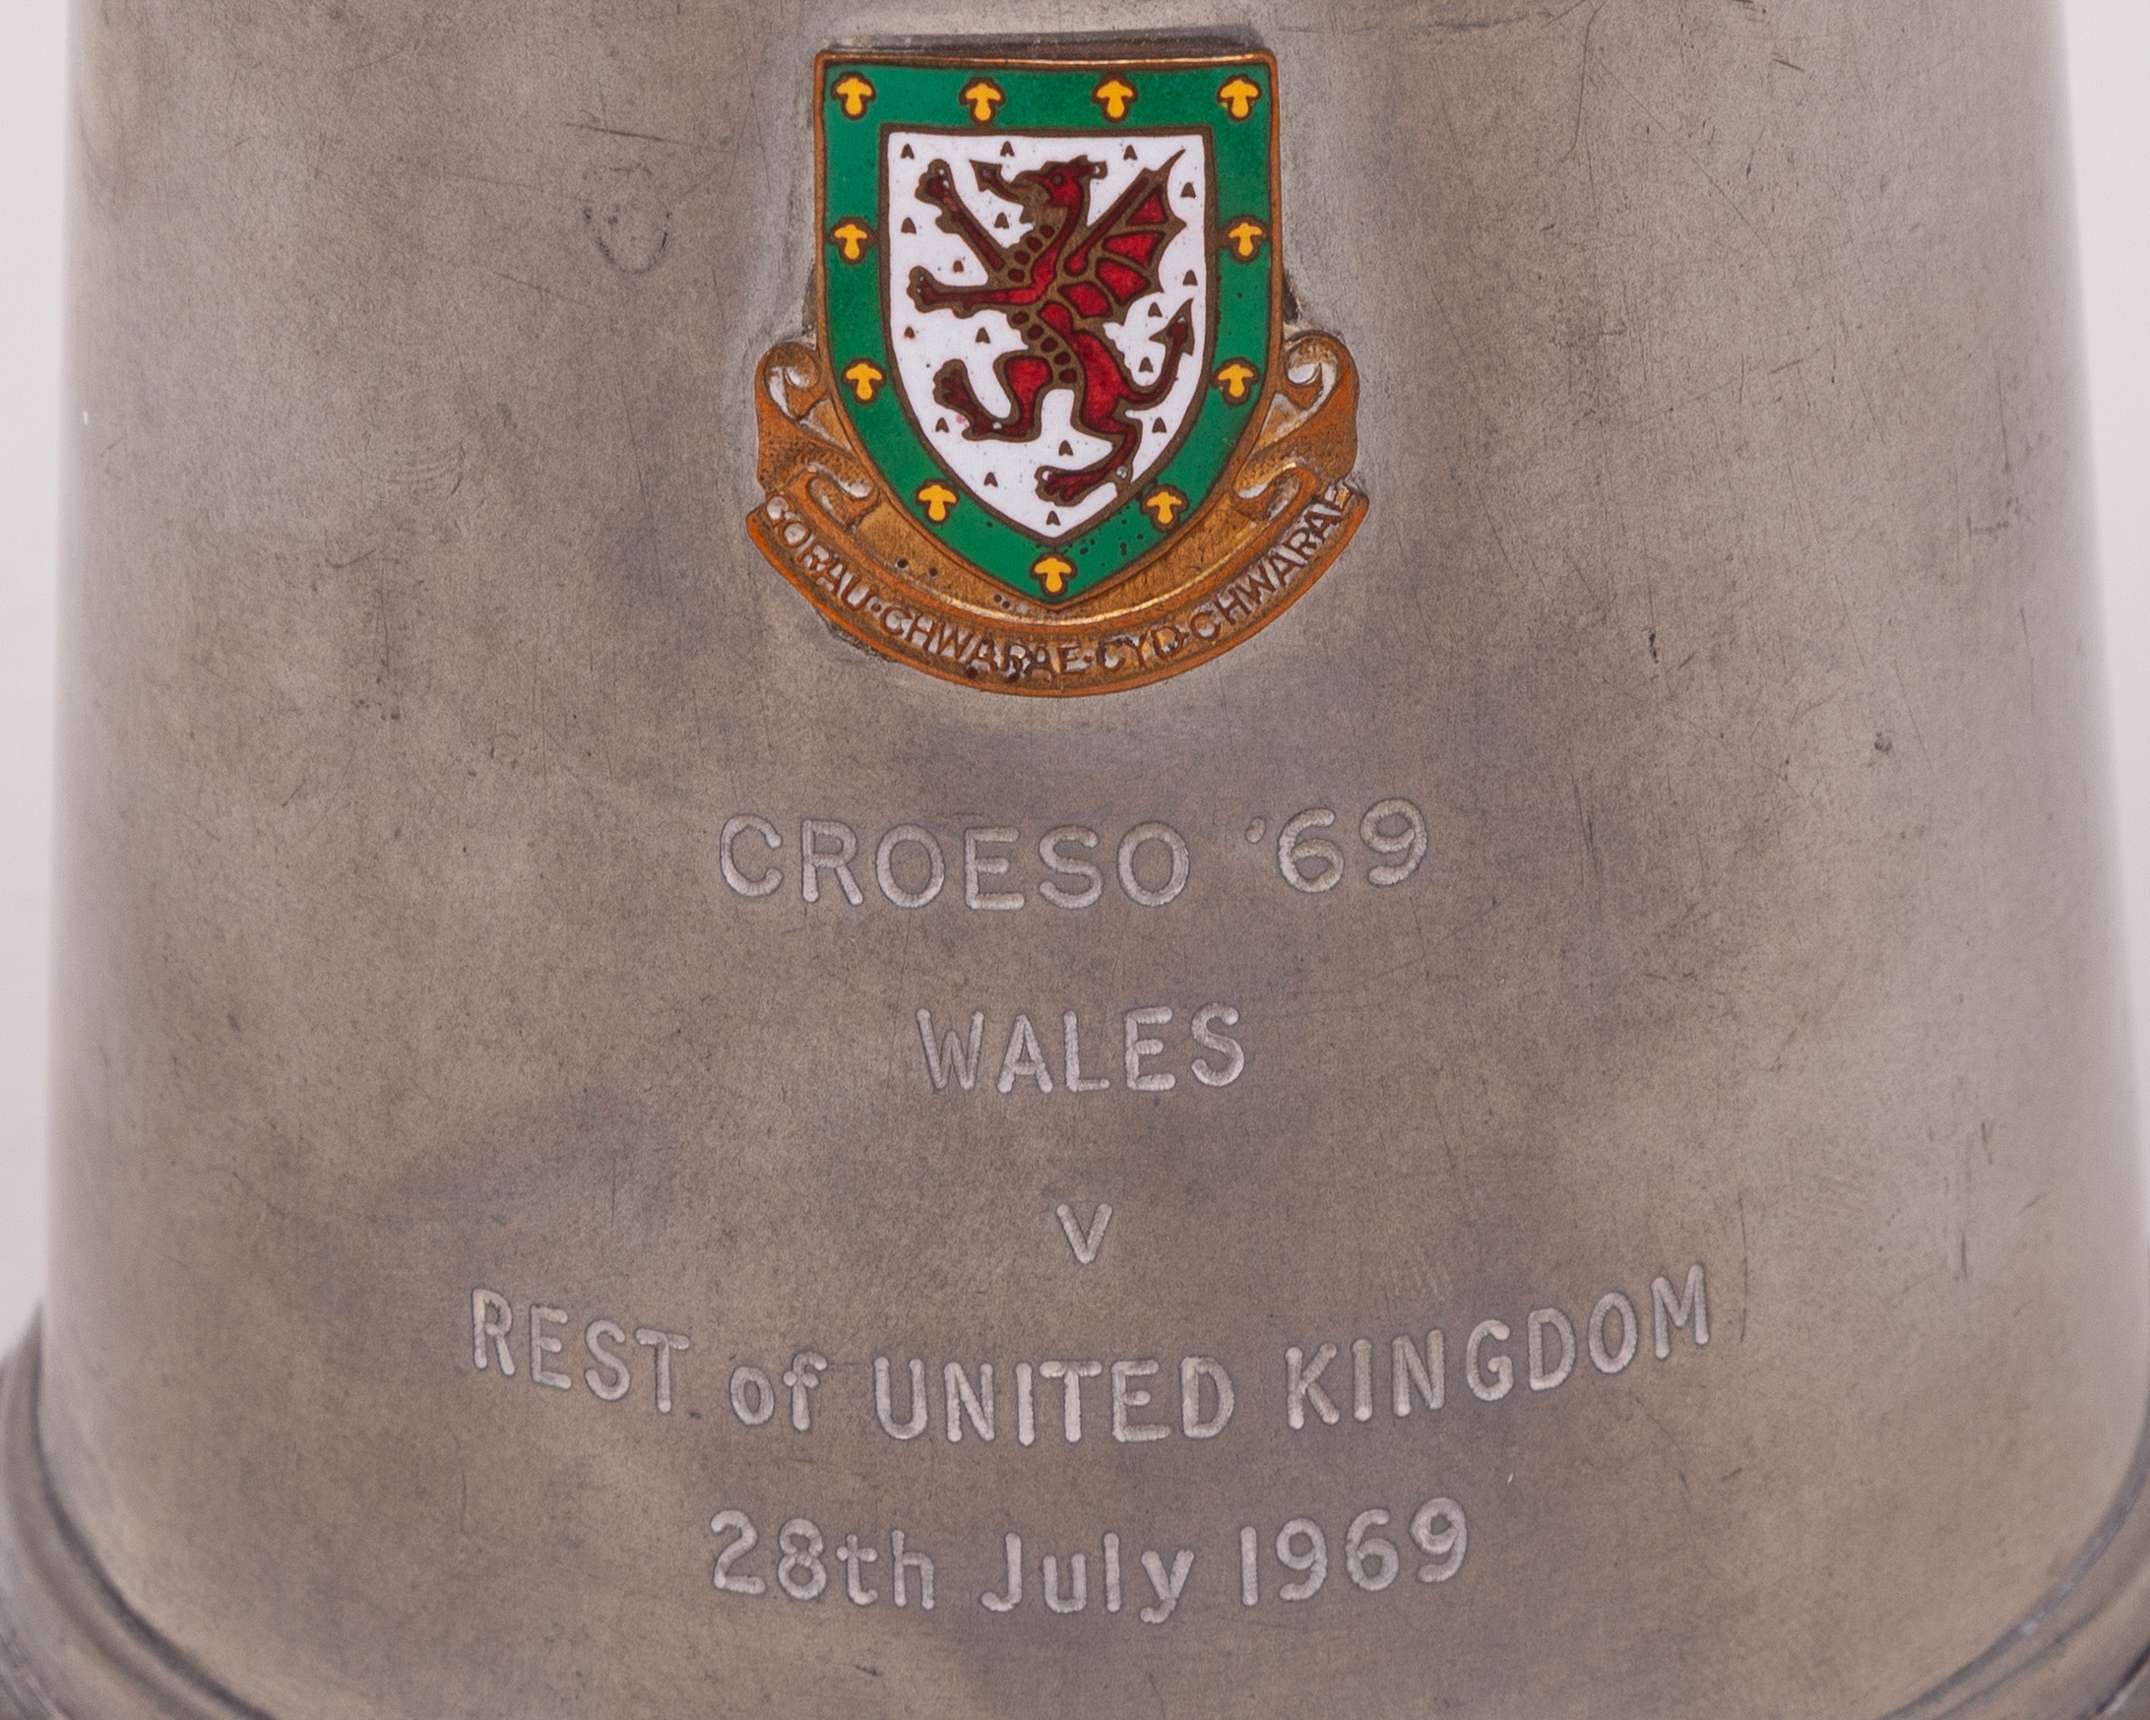 GORAU·CHWARAE·CYD·CHWARAE
CROESO '69
WALES
v
REST of UNITED KINGDOM
28th July 1969